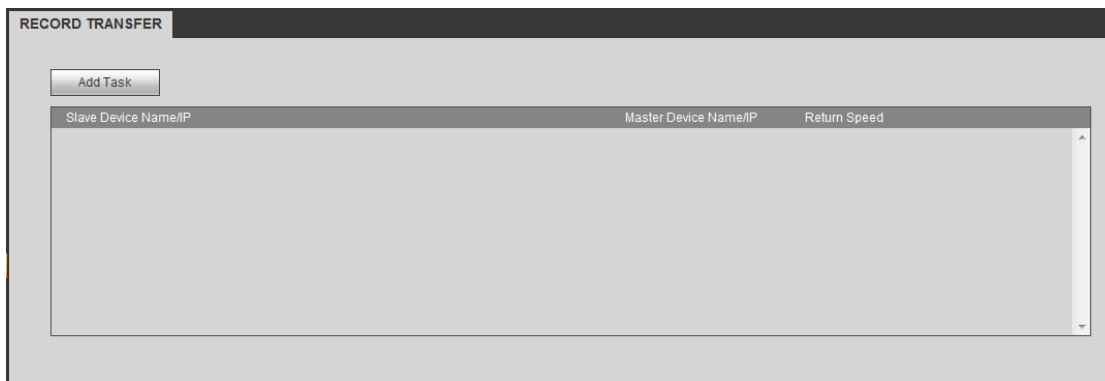 RECORD TRANSFER
Add Task
Slave Device Name/IP Master Device Name/IP Return Speed